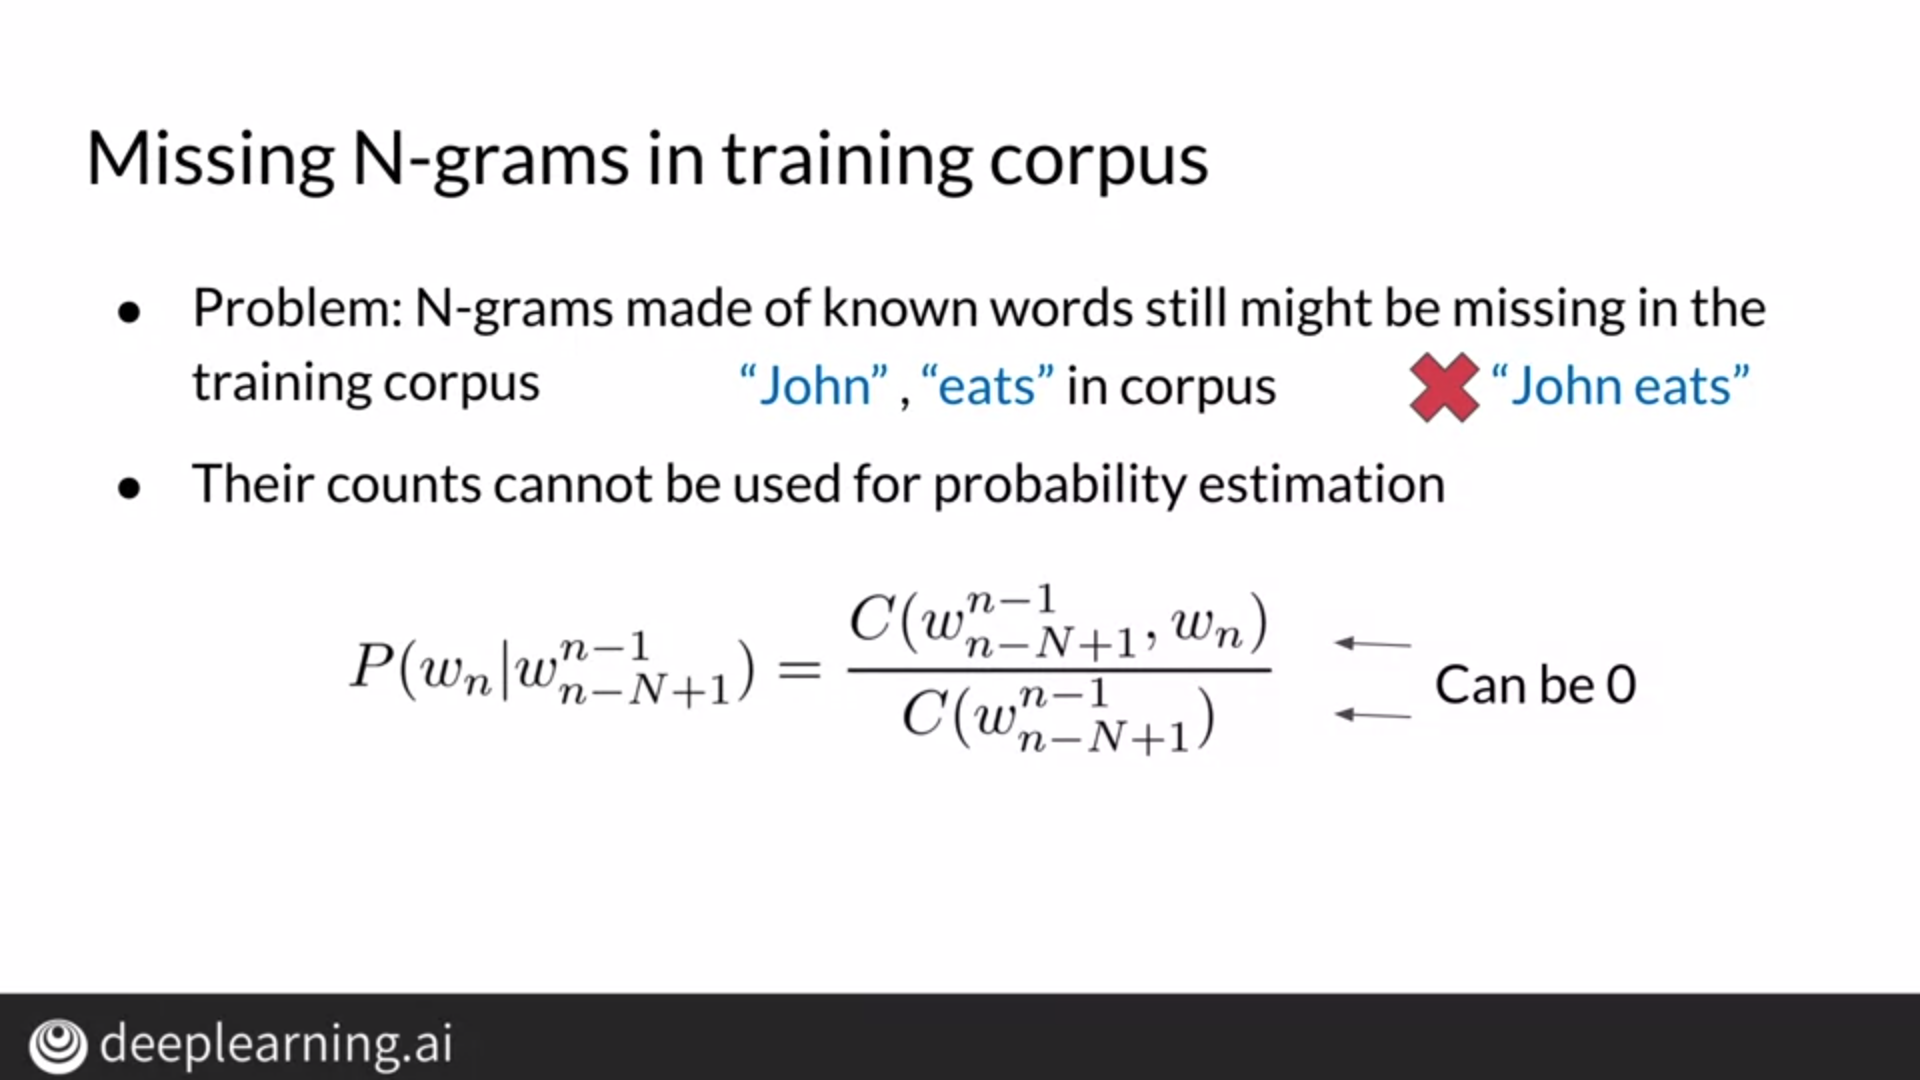 Missing N-grams in training corpus
● Problem: N-grams made of known words still might be missing in the
training corpus “John” , “eats” in corpus “John eats”
● Their counts cannot be used for probability estimation
$P(w_n|w_{n-N+1}^{n-1}) = \frac{C(w_{n-N+1}^{n-1}, w_n)}{C(w_{n-N+1}^{n-1})}$
Can be 0
deeplearning.ai